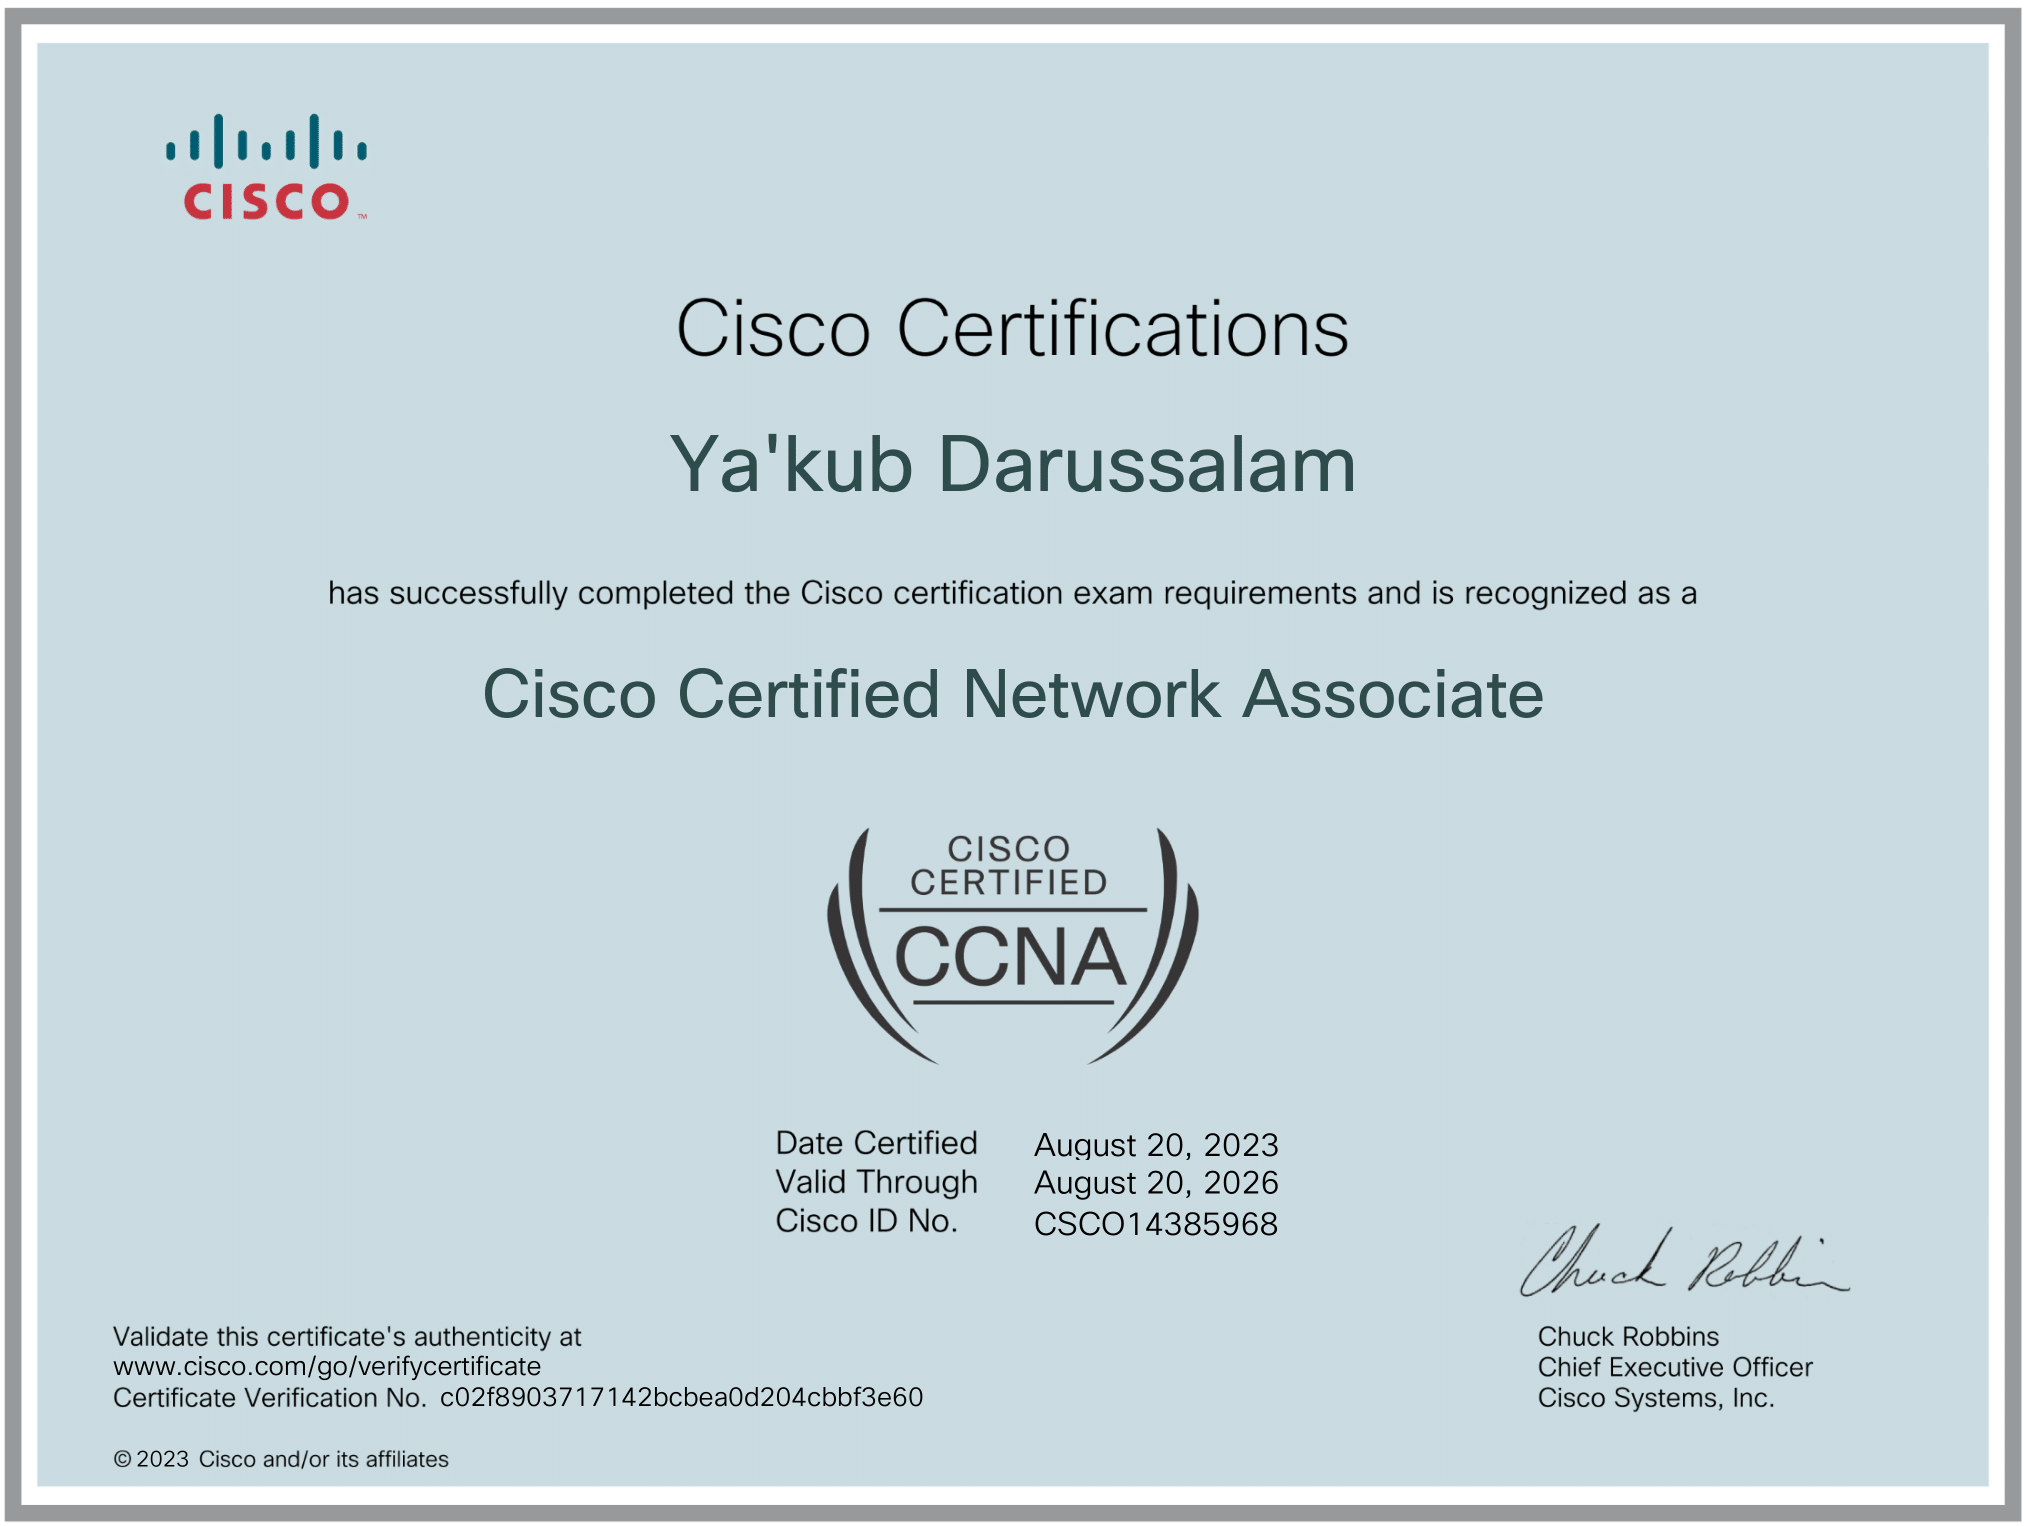 CISCO™
Cisco Certifications
Ya'kub Darussalam
has successfully completed the Cisco certification exam requirements and is recognized as a
Cisco Certified Network Associate
CISCO
CERTIFIED
CCNA
Date Certified August 20, 2023
Valid Through August 20, 2026
Cisco ID No. CSCO14385968
Chuck Robbins
Validate this certificate's authenticity at
www.cisco.com/go/verifycertificate
Certificate Verification No. c02f8903717142bcbea0d204cbbf3e60
© 2023 Cisco and/or its affiliates
Chuck Robbins
Chief Executive Officer
Cisco Systems, Inc.